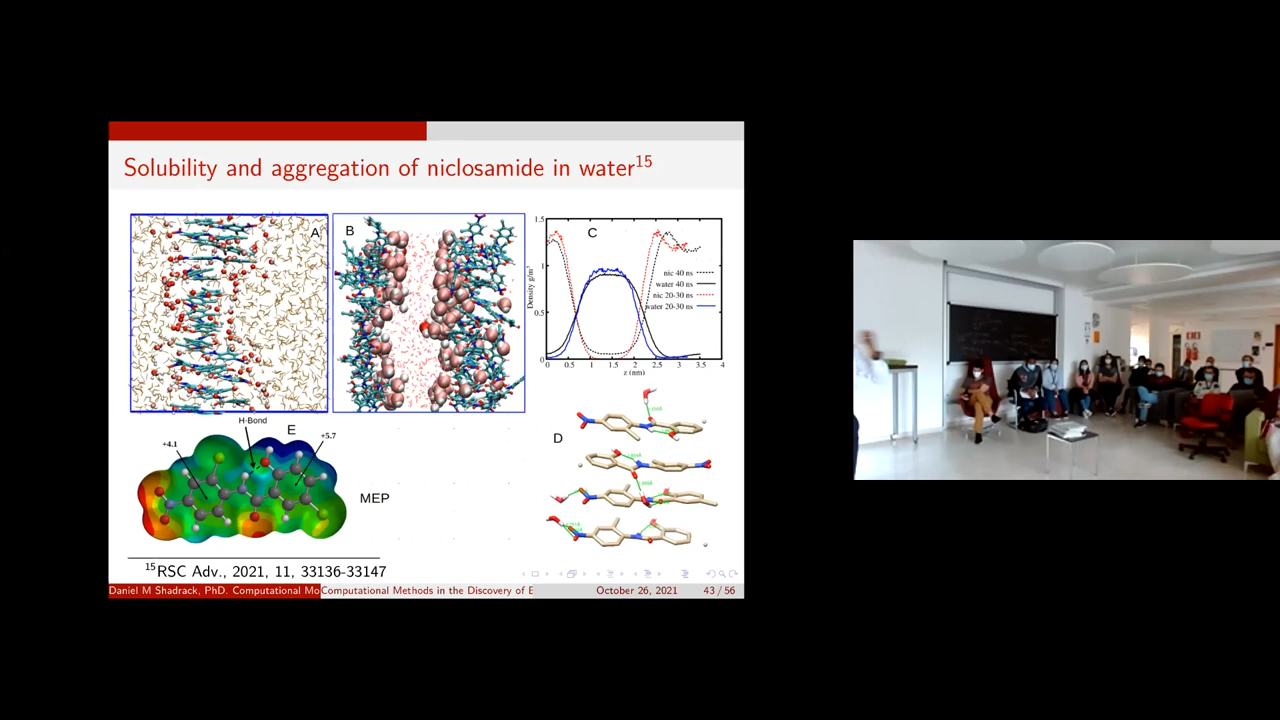 Solubility and aggregation of niclosamide in water15
A
B
C
1.5
1
0.5
0
Density g/m3
nic 40 ns
water 40 ns
nic 20-30 ns
water 20-30 ns
0 0.5 1 1.5 2 2.5 3 3.5 4
z (nm)
H-Bond
E
+4.1
+5.7
D
MEP
15RSC Adv., 2021, 11, 33136-33147
Daniel M Shadrack, PhD. Computational Mo
Computational Methods in the Discovery of E
October 26, 2021
43 / 56